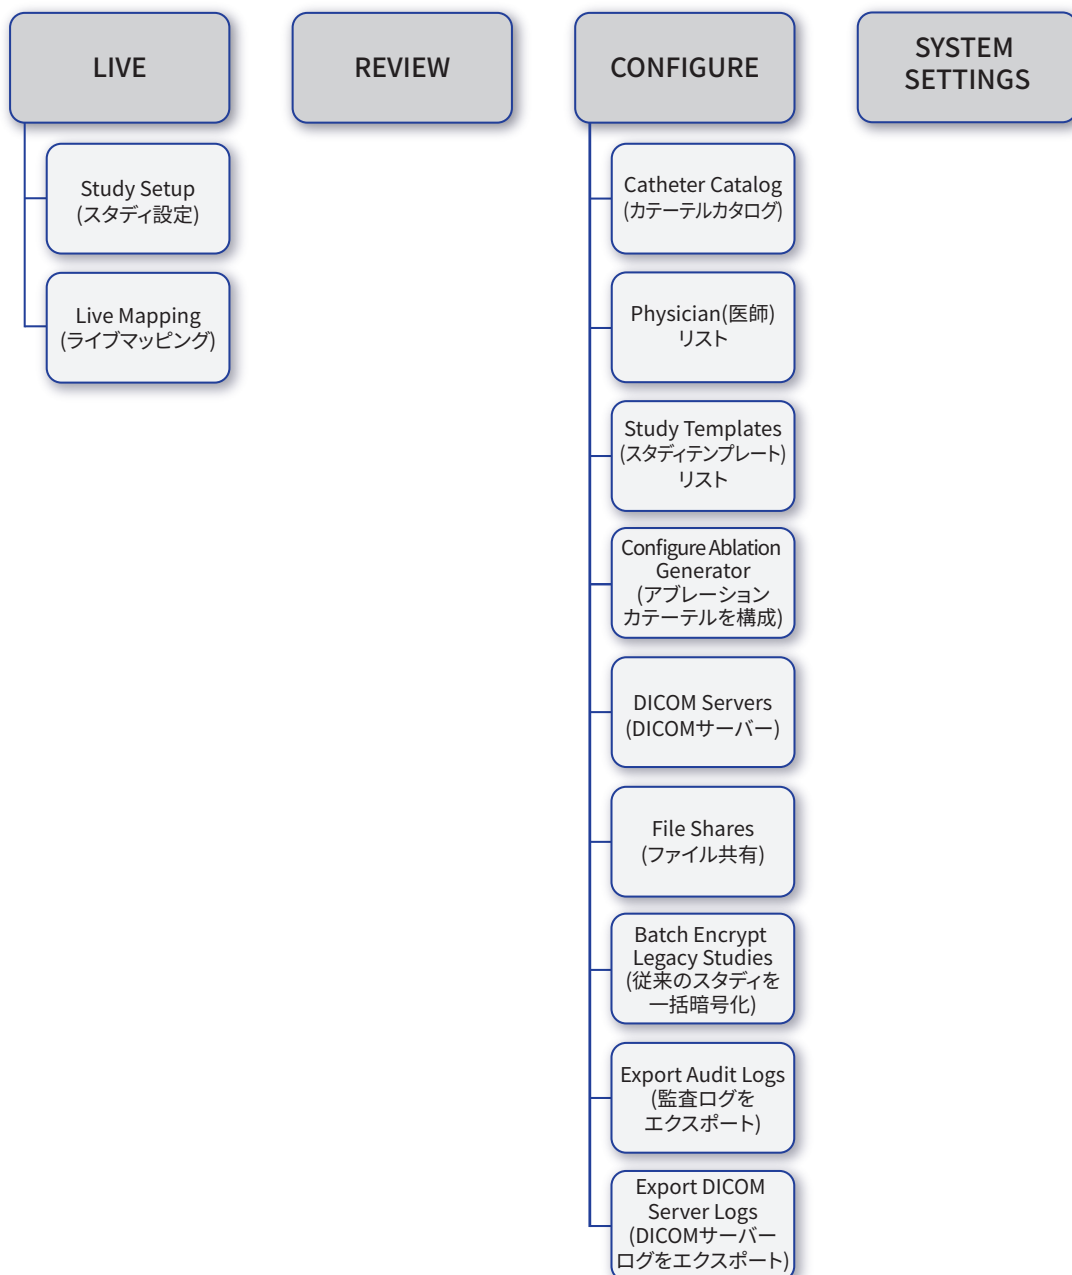 LIVE
Study Setup
(スタディ設定)
Live Mapping
(ライブマッピング)
REVIEW
CONFIGURE
Catheter Catalog
(カテーテルカタログ)
Physician(医師)
リスト
Study Templates
(スタディテンプレート)
リスト
Configure Ablation
Generator
(アブレーション
カテーテルを構成)
DICOM Servers
(DICOMサーバー)
File Shares
(ファイル共有)
Batch Encrypt
Legacy Studies
(従来のスタディを
一括暗号化)
Export Audit Logs
(監査ログを
エクスポート)
Export DICOM
Server Logs
(DICOMサーバー
ログをエクスポート)
SYSTEM
SETTINGS